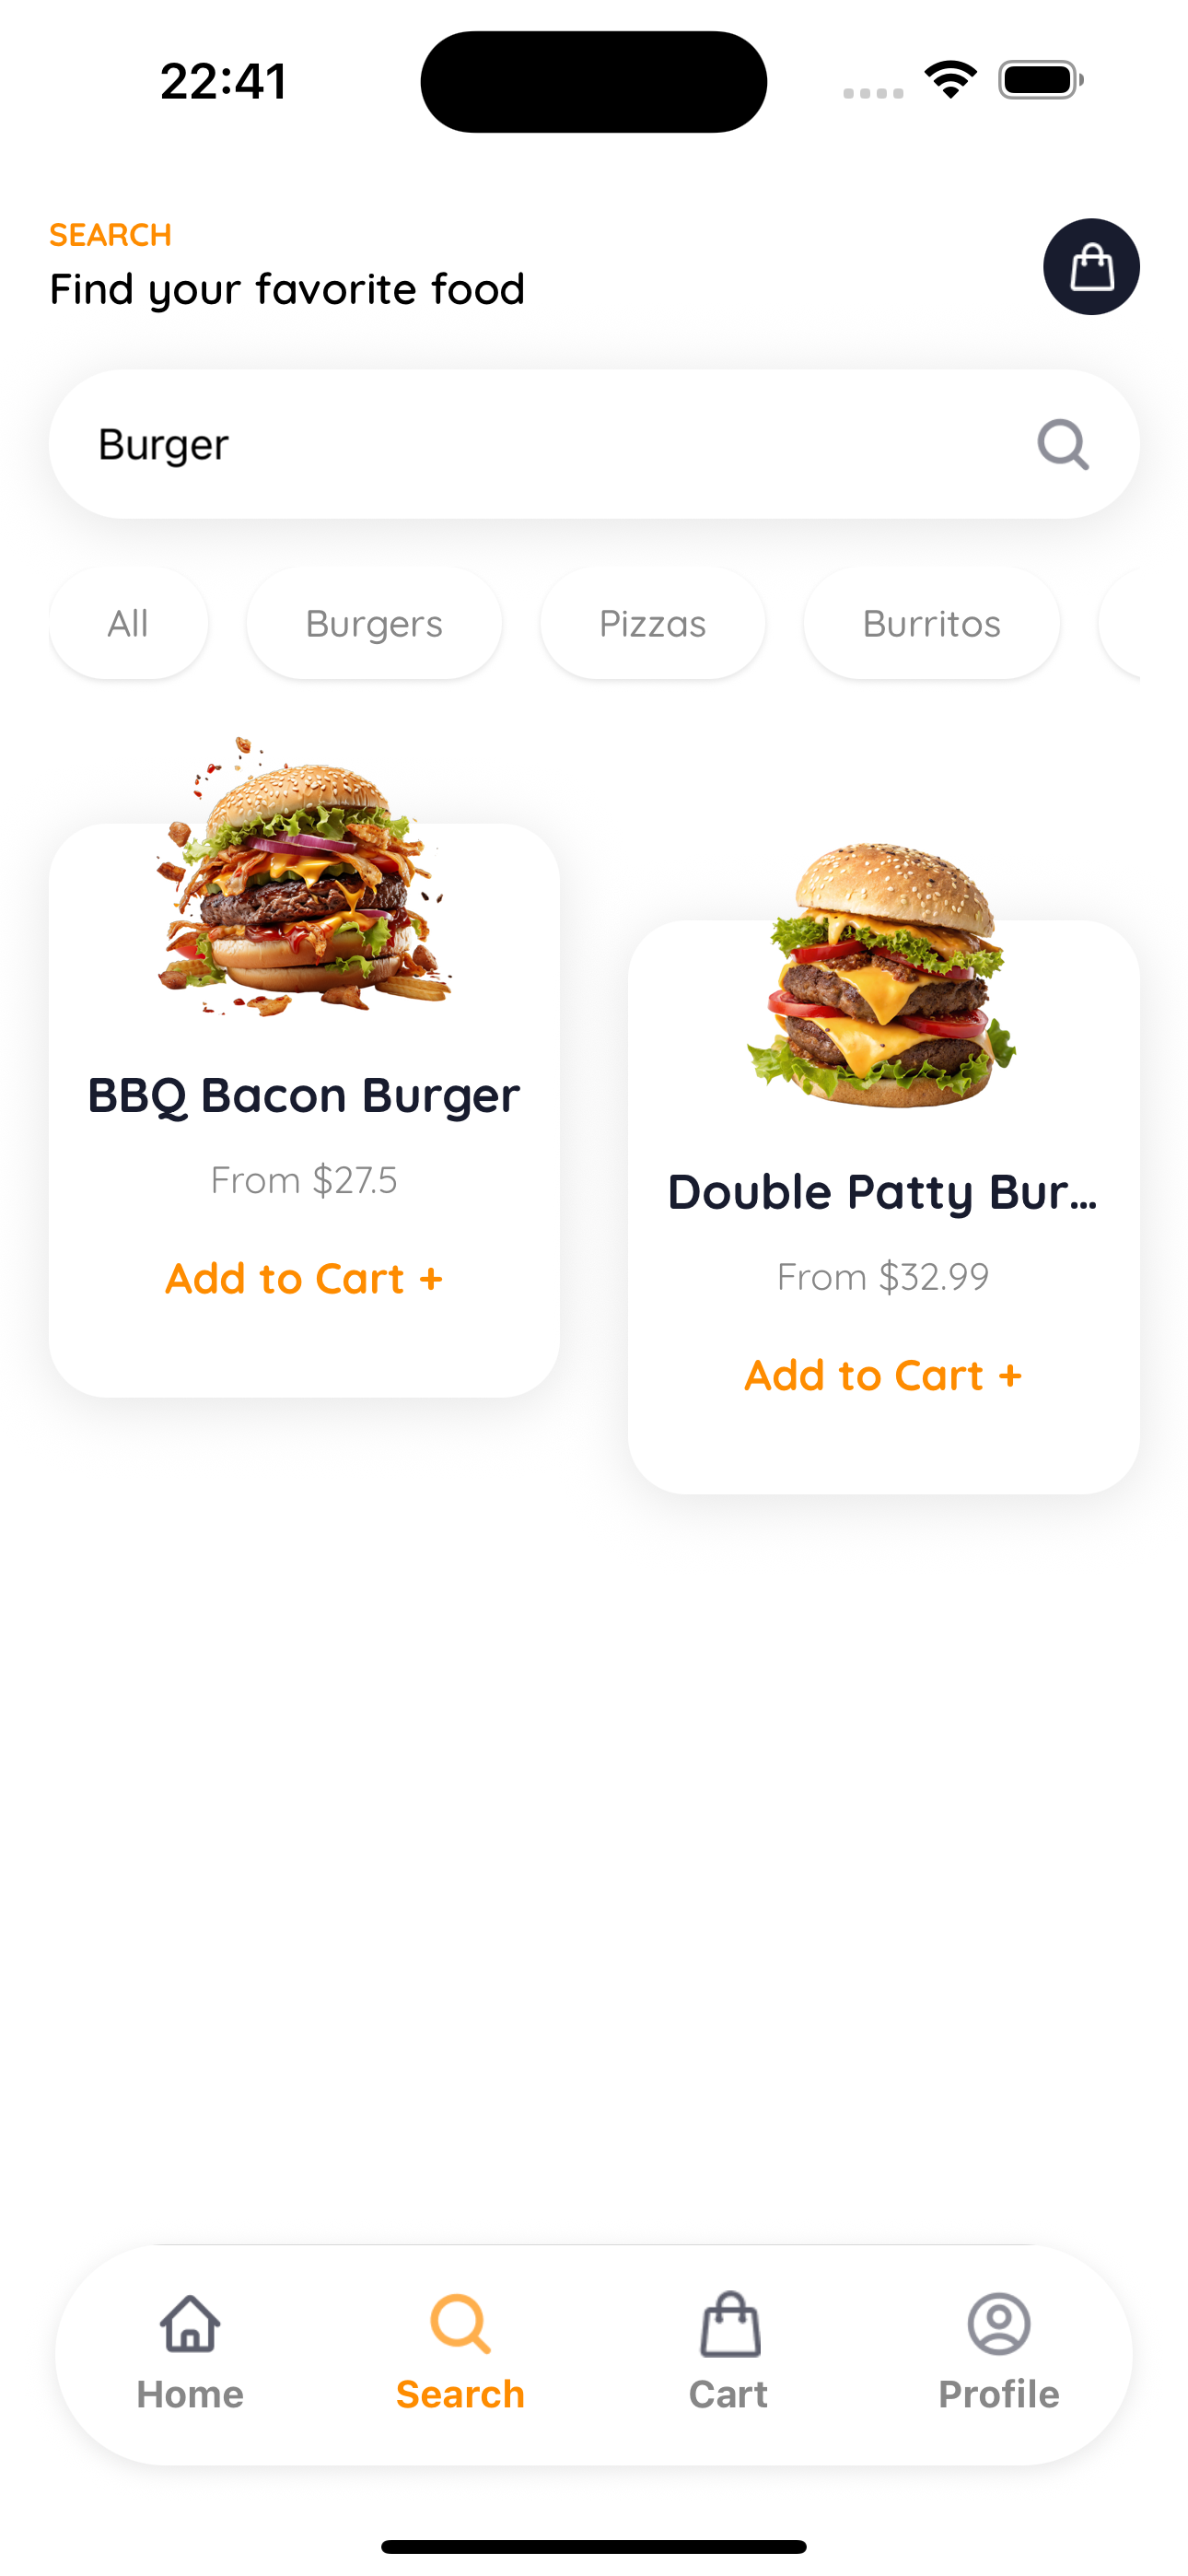 22:41
SEARCH
Find your favorite food
Burger
All Burgers Pizzas Burritos
BBQ Bacon Burger
From $27.5
Add to Cart +
Double Patty Bur...
From $32.99
Add to Cart +
Home Search Cart Profile